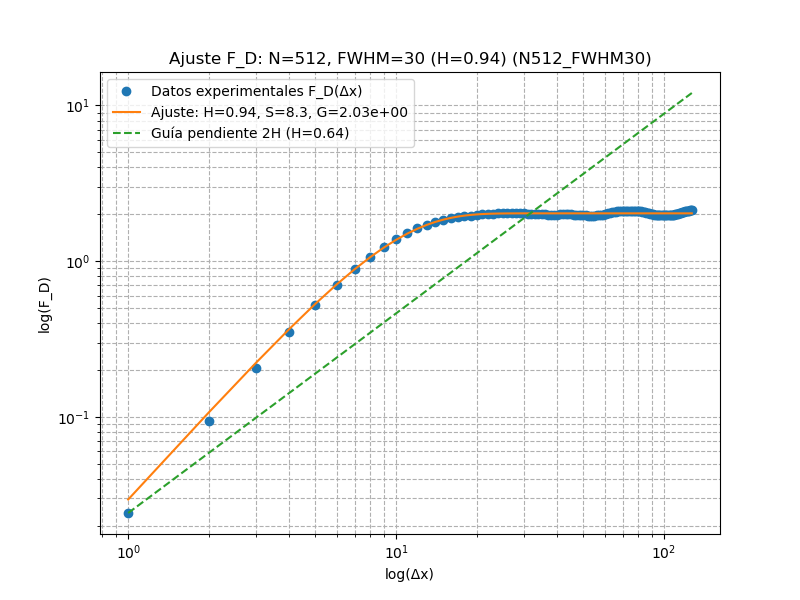 Ajuste F_D: N=512, FWHM=30 (H=0.94) (N512_FWHM30)
Datos experimentales F_D(Δx)
Ajuste: H=0.94, S=8.3, G=2.03e+00
Guía pendiente 2H (H=0.64)
10¹
10⁰
10⁻¹
log(F_D)
10⁰ 10¹ 10²
log(Δx)